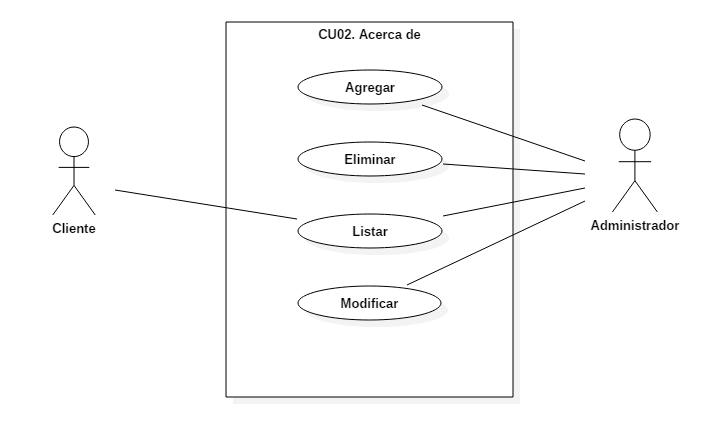 CU02. Acerca de
Agregar
Eliminar
Listar
Modificar
Cliente
Administrador